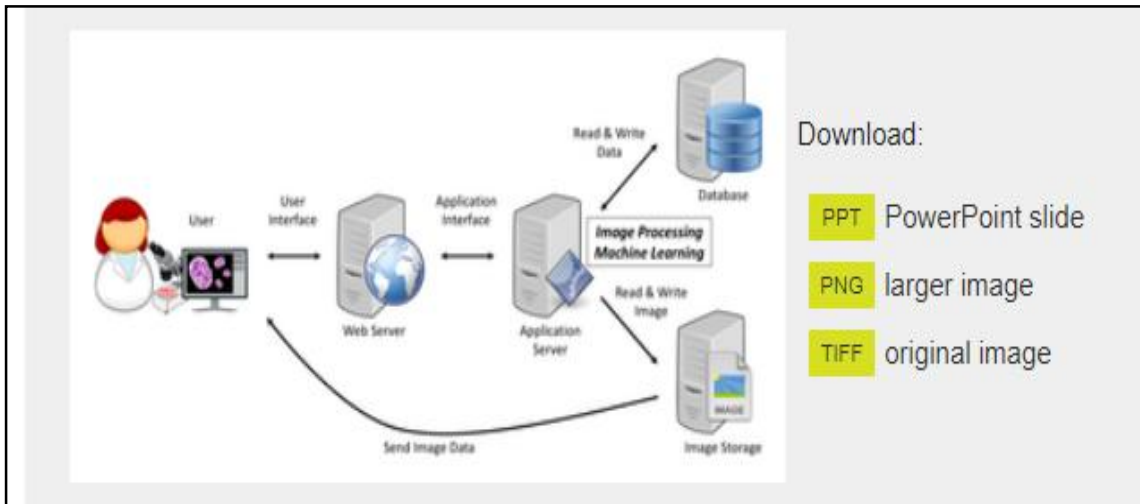 Read & Write
Data
Database
User
User
Interface
Application
Interface
Image Processing
Machine Learning
Read & Write
Image
Web Server
Application
Server
IMAGE
Send Image Data
Image Storage
Download:
PPT PowerPoint slide
PNG larger image
TIFF original image